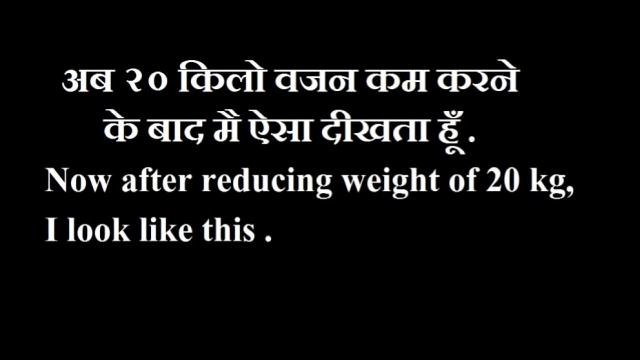 अब २० किलो वजन कम करने
के बाद मै ऐसा दीखता हूँ .
Now after reducing weight of 20 kg,
I look like this .